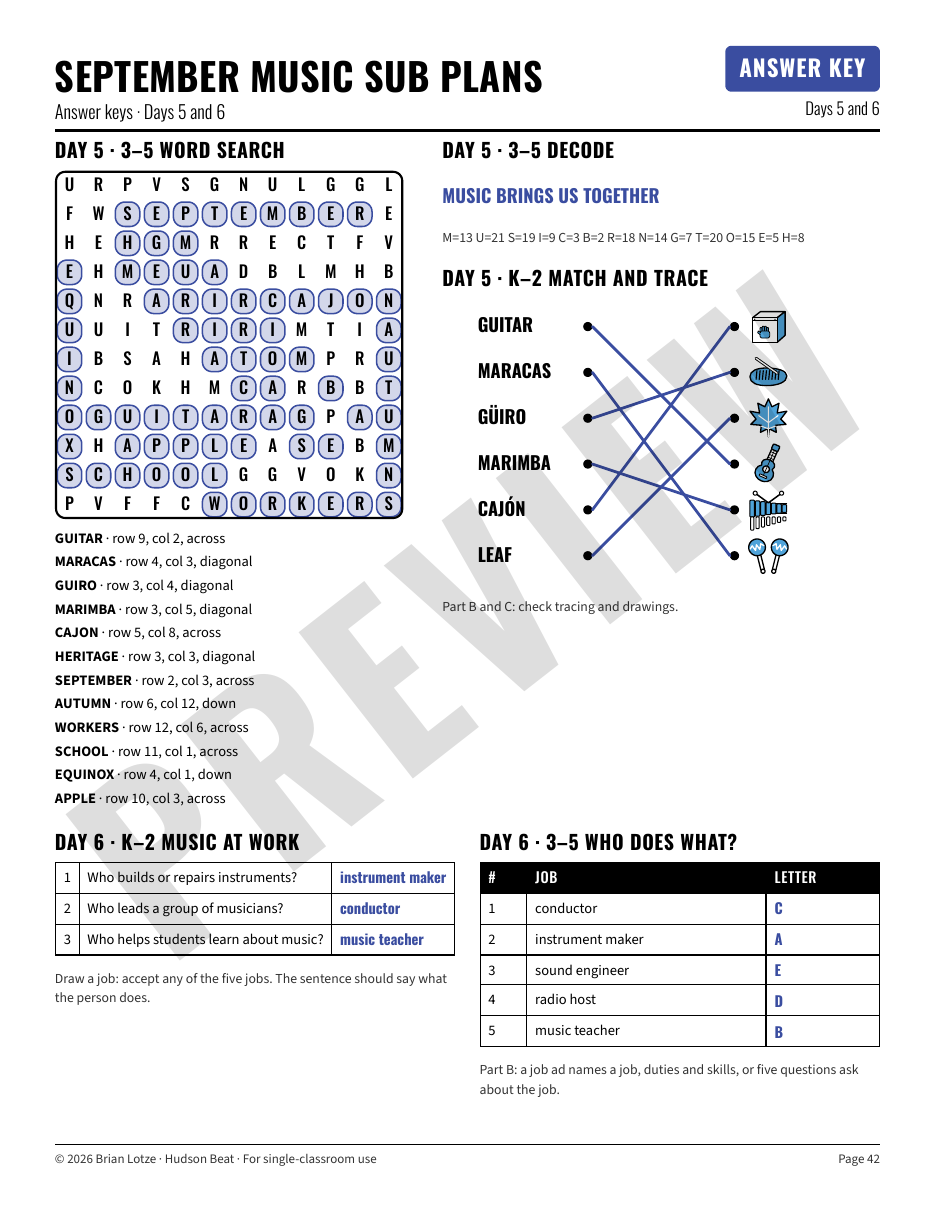 SEPTEMBER MUSIC SUB PLANS
ANSWER KEY
Answer keys · Days 5 and 6
Days 5 and 6
DAY 5 · 3–5 WORD SEARCH
U R P V S G N U L G G L
F W S E P T E M B E R E
H E H G M R R E C T F V
E H M E U A D B L M H B
Q N R A R I R C A J O N
U U I T R I R I M T I A
I B S A H A T O M P R U
N C O K H M C A R B B T
O G U I T A R A G P A U
X H A P P L E A S E B M
S C H O O L G G V O K N
P V F F C W O R K E R S
GUITAR · row 9, col 2, across
MARACAS · row 4, col 3, diagonal
GUIRO · row 3, col 4, diagonal
MARIMBA · row 3, col 5, diagonal
CAJON · row 5, col 8, across
HERITAGE · row 3, col 3, diagonal
SEPTEMBER · row 2, col 3, across
AUTUMN · row 6, col 12, down
WORKERS · row 12, col 6, across
SCHOOL · row 11, col 1, across
EQUINOX · row 4, col 1, down
APPLE · row 10, col 3, across
DAY 5 · 3–5 DECODE
MUSIC BRINGS US TOGETHER
M=13 U=21 S=19 I=9 C=3 B=2 R=18 N=14 G=7 T=20 O=15 E=5 H=8
DAY 5 · K–2 MATCH AND TRACE
GUITAR
MARACAS
GÜIRO
MARIMBA
CAJÓN
LEAF
Part B and C: check tracing and drawings.
PREVIEW
DAY 6 · K–2 MUSIC AT WORK
1 Who builds or repairs instruments? instrument maker
2 Who leads a group of musicians? conductor
3 Who helps students learn about music? music teacher
Draw a job: accept any of the five jobs. The sentence should say what
the person does.
DAY 6 · 3–5 WHO DOES WHAT?
# JOB LETTER
1 conductor C
2 instrument maker A
3 sound engineer E
4 radio host D
5 music teacher B
Part B: a job ad names a job, duties and skills, or five questions ask
about the job.
© 2026 Brian Lotze · Hudson Beat · For single-classroom use
Page 42